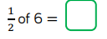 1/2 of 6 =